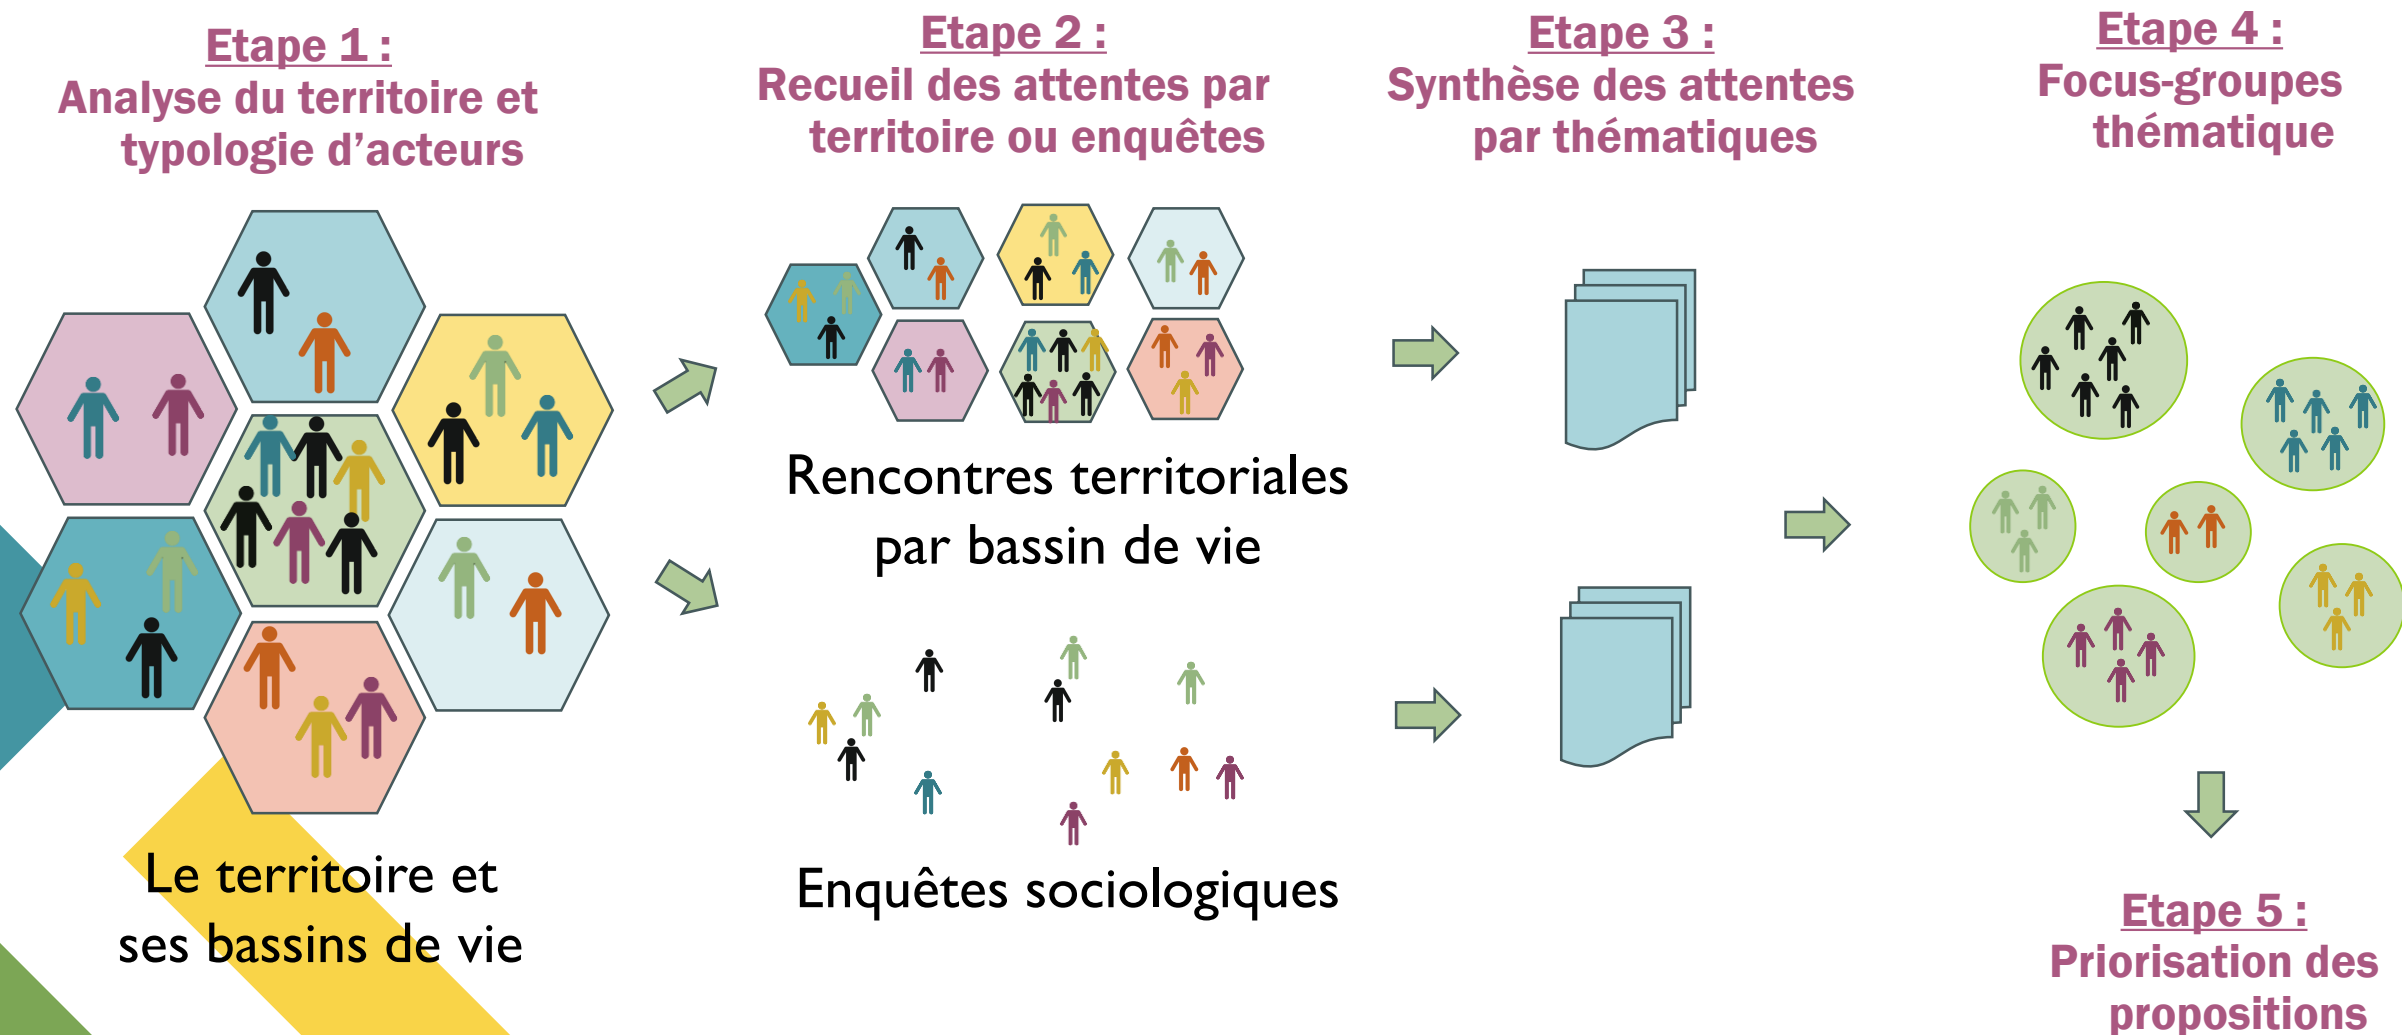 Etape 1 :
Analyse du territoire et
typologie d’acteurs
Le territoire et
ses bassins de vie
Etape 2 :
Recueil des attentes par
territoire ou enquêtes
Rencontres territoriales
par bassin de vie
Enquêtes sociologiques
Etape 3 :
Synthèse des attentes
par thématiques
Etape 4 :
Focus-groupes
thématique
Etape 5 :
Priorisation des
propositions